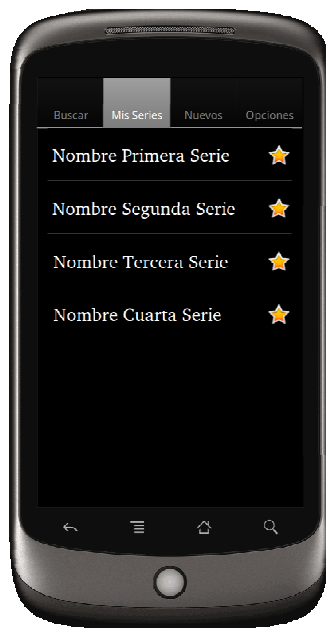 Buscar Mis Series Nuevos Opciones
Nombre Primera Serie
Nombre Segunda Serie
Nombre Tercera Serie
Nombre Cuarta Serie